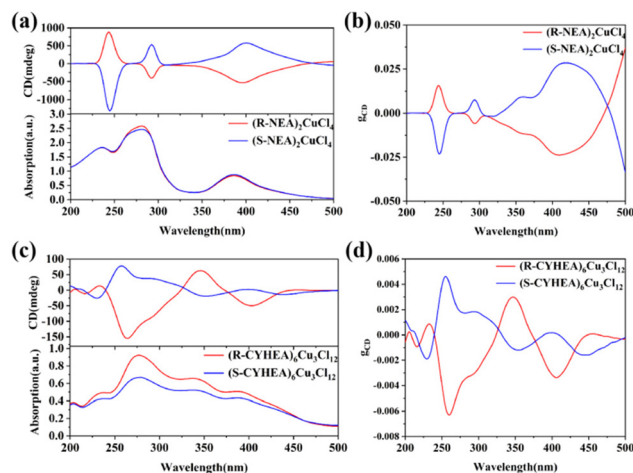 (a)
1000
500
0
-500
-1000
CD(mdeg)
3.0
2.5
2.0
1.5
1.0
0.5
0.0
Absorption(a.u.)
(R-NEA)₂CuCl₄
(S-NEA)₂CuCl₄
200 250 300 350 400 450 500
Wavelength(nm)
(b)
(R-NEA)₂CuCl₄
(S-NEA)₂CuCl₄
0.050
0.025
0.000
-0.025
-0.050
gCD
200 250 300 350 400 450 500
Wavelength(nm)
(c)
100
50
0
-50
-100
-150
CD(mdeg)
1.0
0.8
0.6
0.4
0.2
0.0
Absorption(a.u.)
(R-CYHEA)₆Cu₃Cl₁₂
(S-CYHEA)₆Cu₃Cl₁₂
200 250 300 350 400 450 500
Wavelength(nm)
(d)
(R-CYHEA)₆Cu₃Cl₁₂
(S-CYHEA)₆Cu₃Cl₁₂
0.006
0.004
0.002
0.000
-0.002
-0.004
-0.006
-0.008
gCD
200 250 300 350 400 450 500
Wavelength(nm)